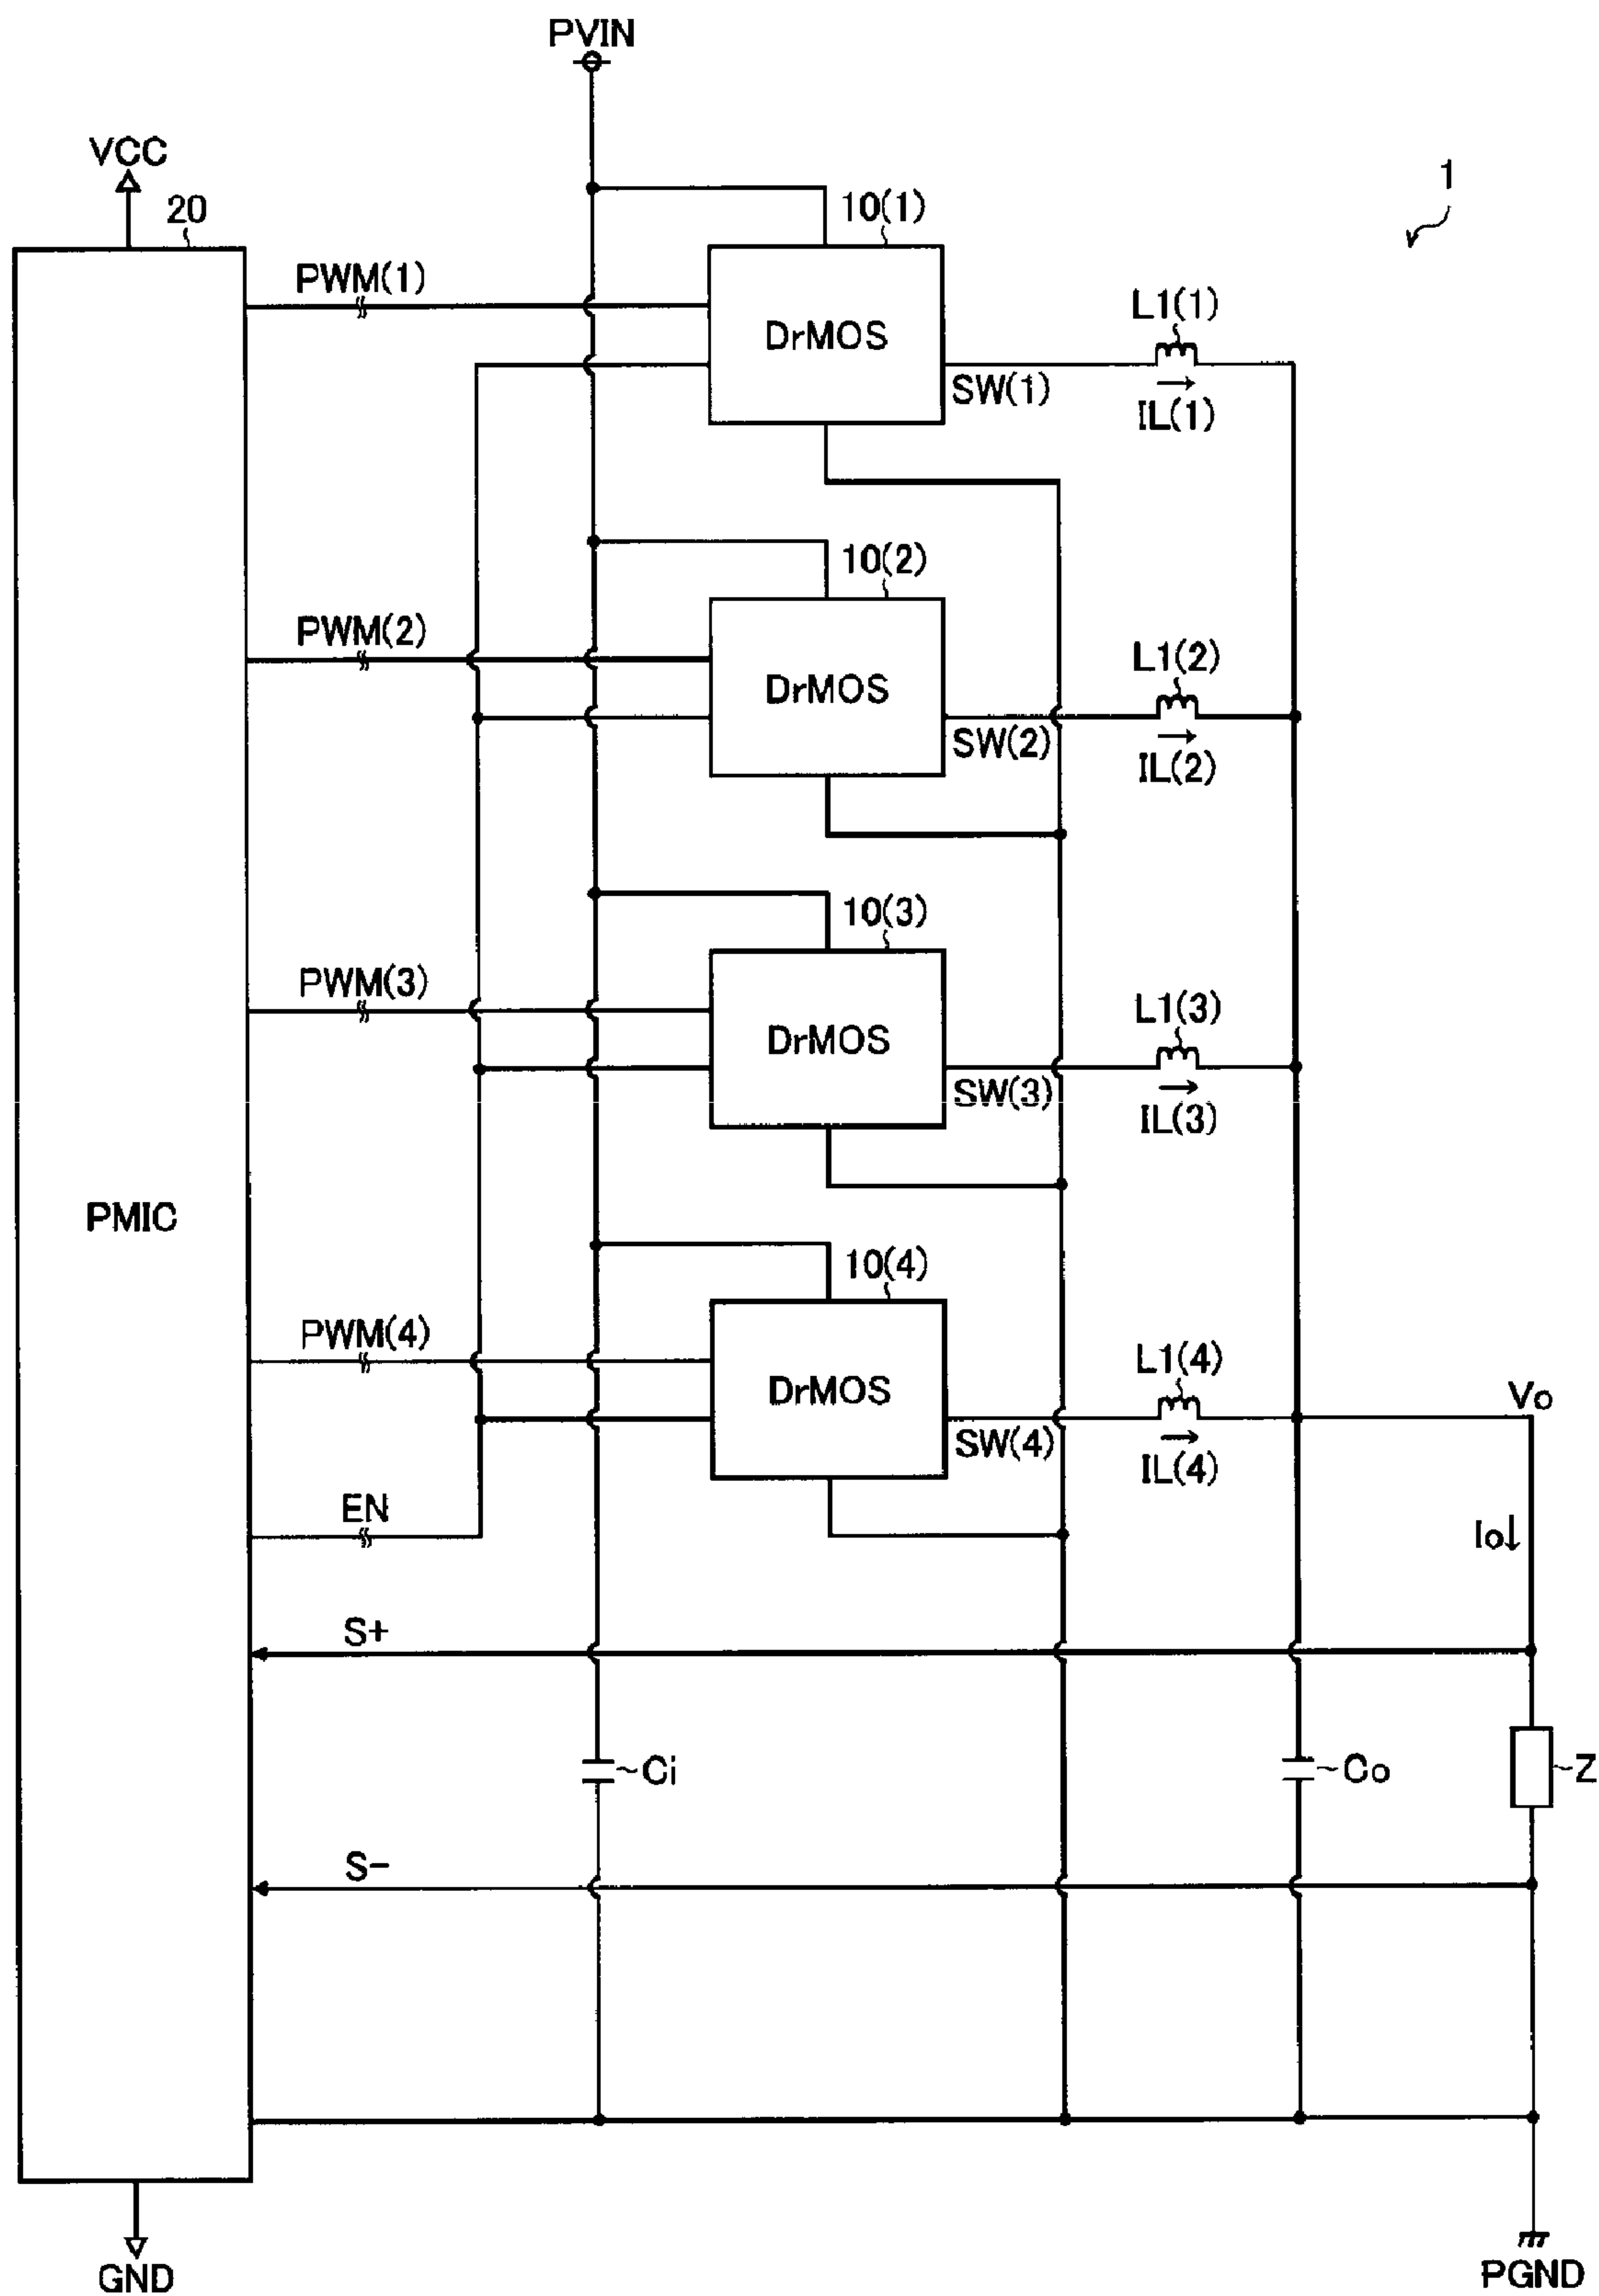 PVIN
VCC
1
20
10(1)
PWM(1)
L1(1)
DrMOS
SW(1)
IL(1)
10(2)
PWM(2)
L1(2)
DrMOS
SW(2)
IL(2)
10(3)
PWM(3)
L1(3)
DrMOS
SW(3)
IL(3)
PMIC
10(4)
PWM(4)
L1(4)
DrMOS
Vo
SW(4)
IL(4)
EN
Io↓
S+
Ci
Co
Z
S-
GND
PGND